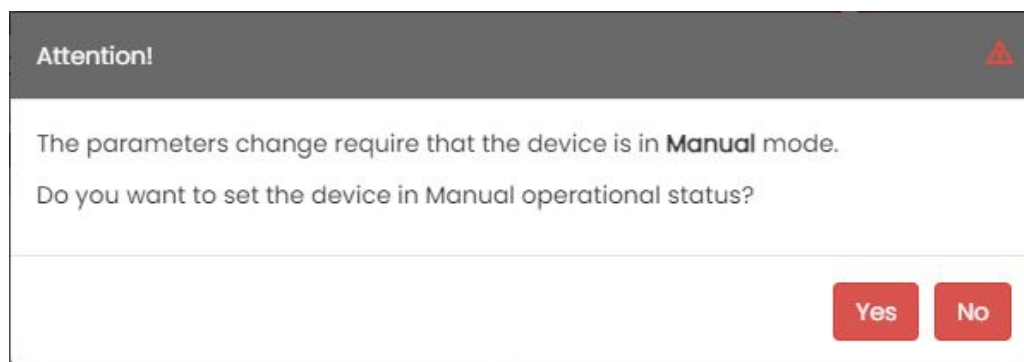 Attention!
The parameters change require that the device is in Manual mode.
Do you want to set the device in Manual operational status?
Yes
No